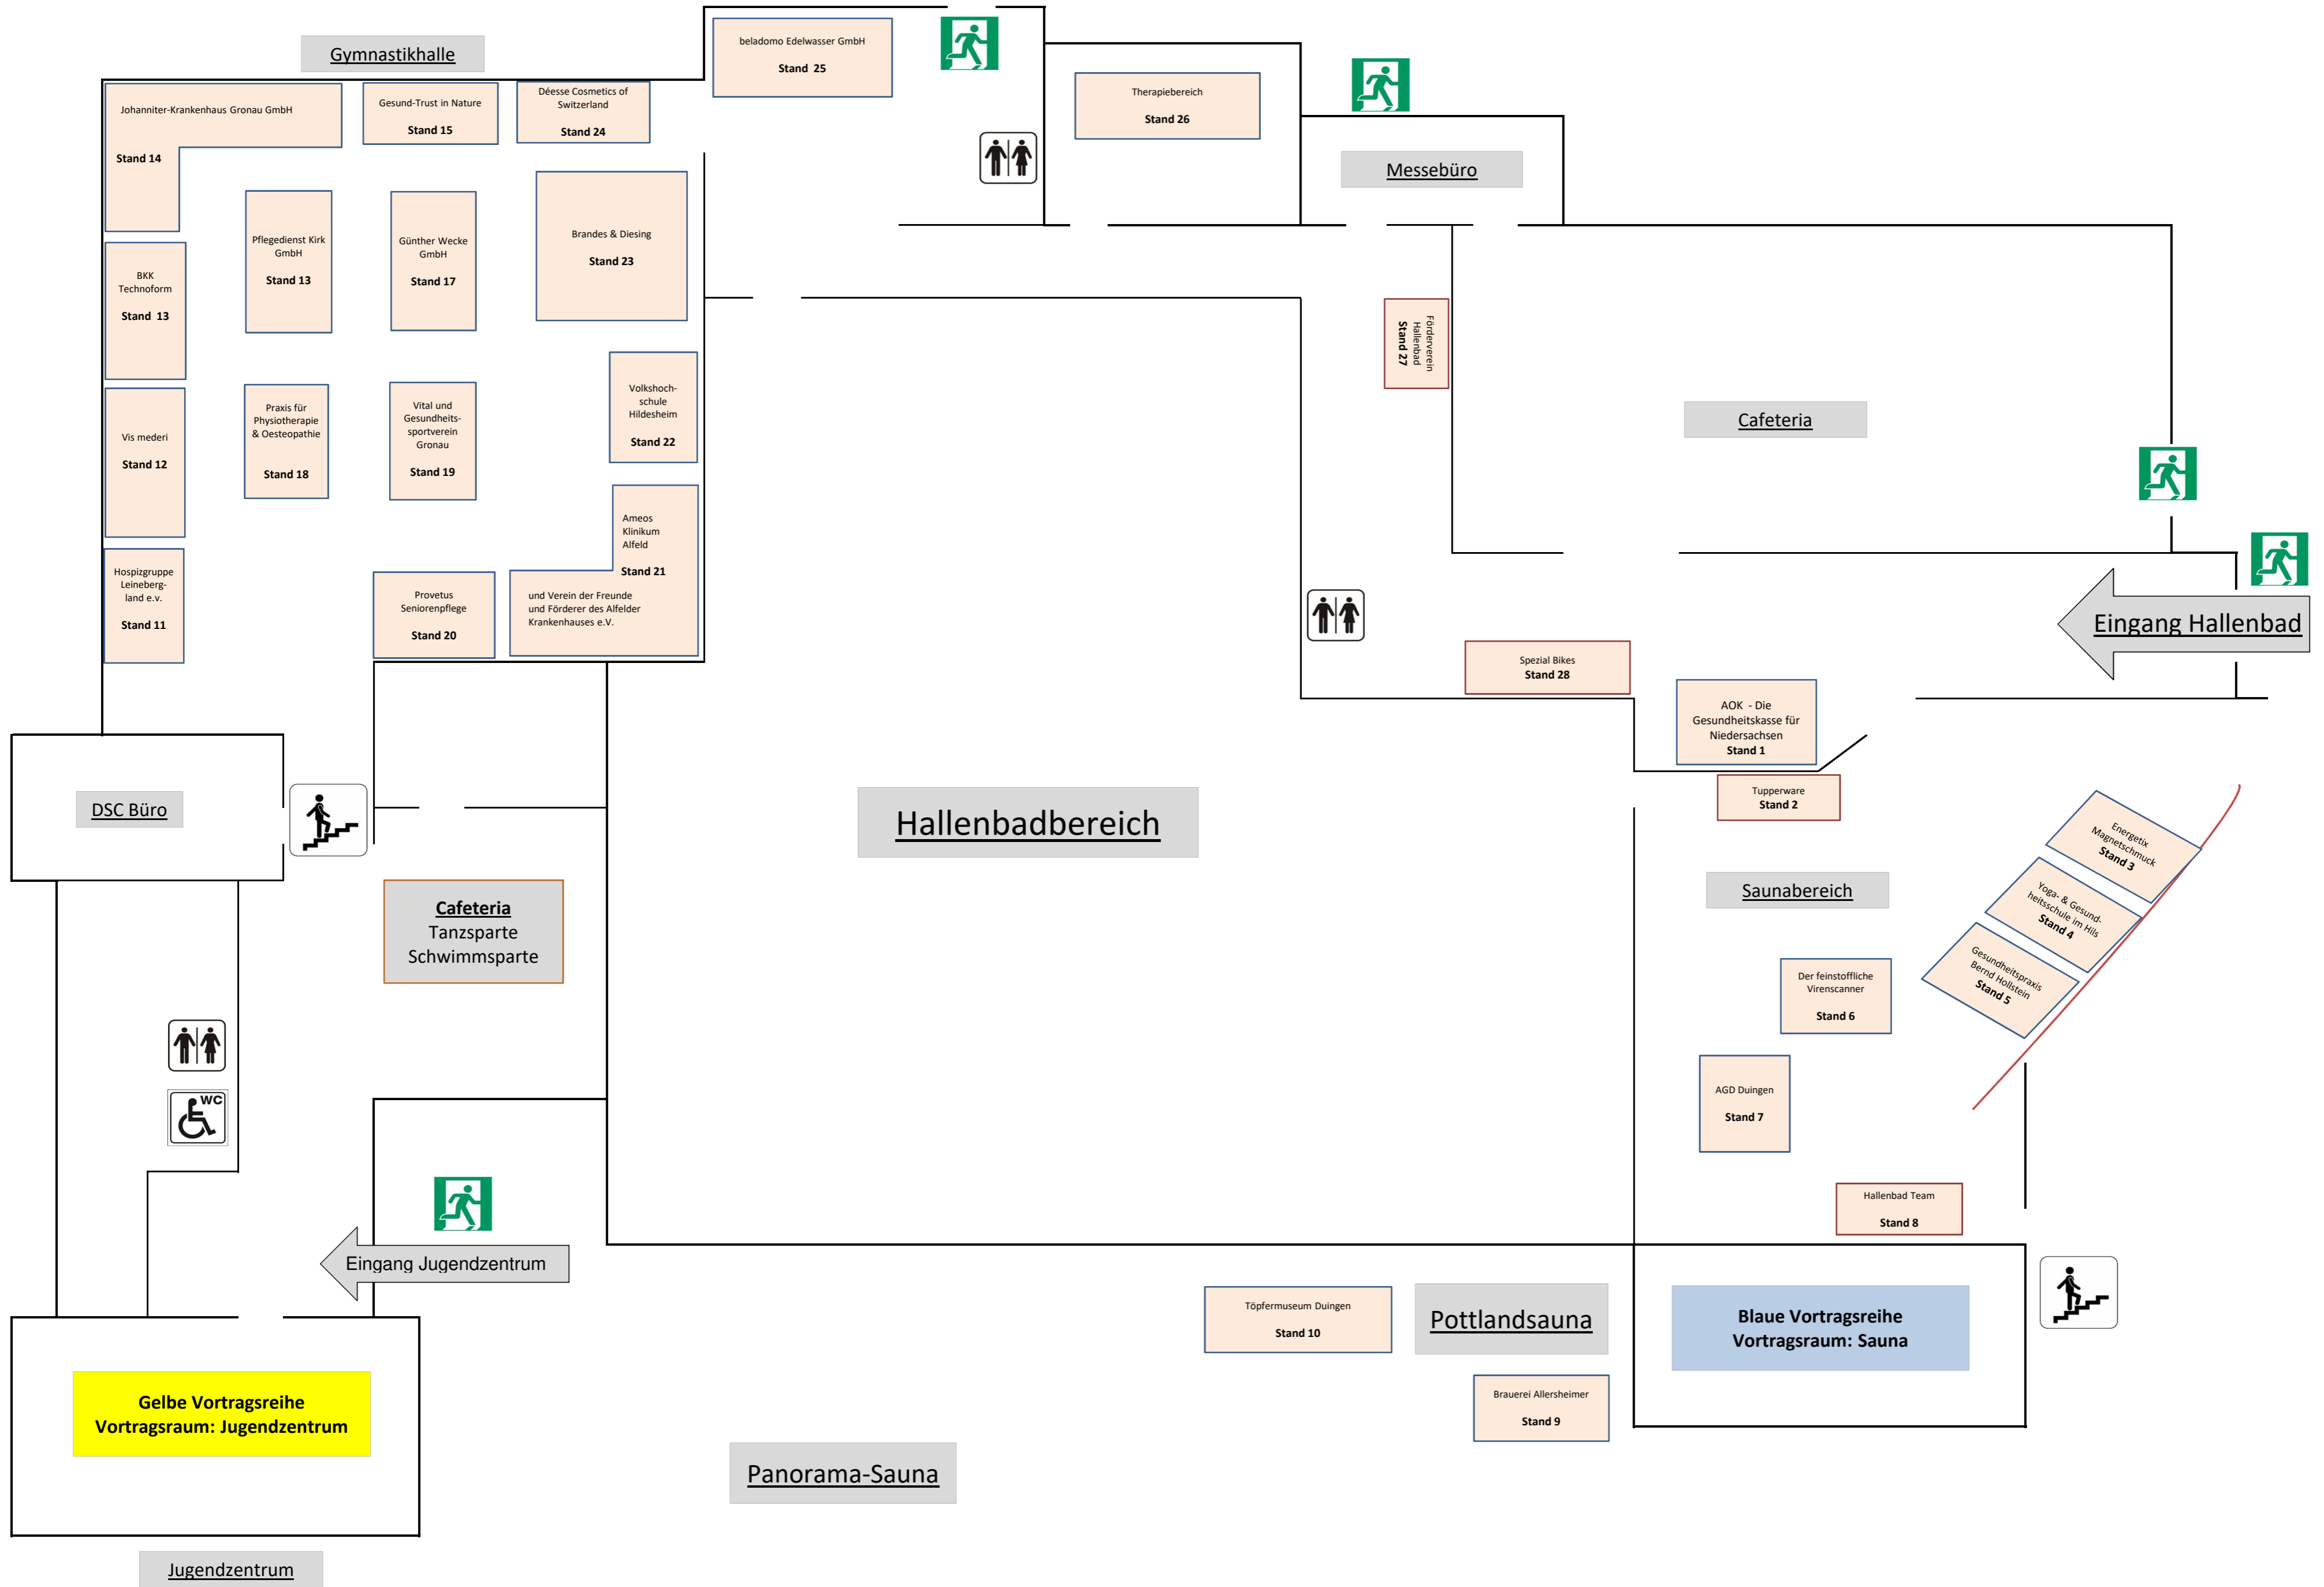 Gymnastikhalle
beladomo Edelwasser GmbH
Stand 25
Johanniter-Krankenhaus Gronau GmbH
Stand 14
Gesund-Trust in Nature
Stand 15
Déesse Cosmetics of
Switzerland
Stand 24
Therapiebereich
Stand 26
Messebüro
Pflegedienst Kirk
GmbH
Stand 13
Günther Wecke
GmbH
Stand 17
Brandes & Diesing
Stand 23
BKK
Technoform
Stand 13
Förderverein
Hallenbad
Stand 27
Volkshoch-
schule
Hildesheim
Stand 22
Vis mederi
Stand 12
Praxis für
Physiotherapie
& Oesteopathie
Stand 18
Vital und
Gesundheits-
sportverein
Gronau
Stand 19
Cafeteria
Ameos
Klinikum
Alfeld
Stand 21
und Verein der Freunde
und Förderer des Alfelder
Krankenhauses e.V.
Hospizgruppe
Leineberg-
land e.v.
Stand 11
Provetus
Seniorenpflege
Stand 20
Eingang Hallenbad
Spezial Bikes
Stand 28
AOK - Die
Gesundheitskasse für
Niedersachsen
Stand 1
Tupperware
Stand 2
DSC Büro
Hallenbadbereich
Energetix
Magnetschmuck
Stand 3
Saunabereich
Yoga- & Gesund-
heitsschule im Hils
Stand 4
Cafeteria
Tanzsparte
Schwimmsparte
Gesundheitspraxis
Bernd Hollstein
Stand 5
Der feinstoffliche
Virenscanner
Stand 6
WC
AGD Duingen
Stand 7
Hallenbad Team
Stand 8
Eingang Jugendzentrum
Töpfermuseum Duingen
Stand 10
Pottlandsauna
Blaue Vortragsreihe
Vortragsraum: Sauna
Brauerei Allersheimer
Stand 9
Gelbe Vortragsreihe
Vortragsraum: Jugendzentrum
Panorama-Sauna
Jugendzentrum